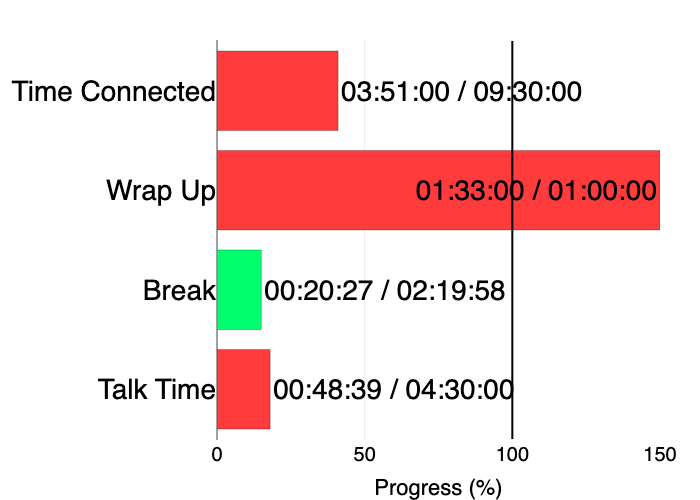 Time Connected 03:51:00 / 09:30:00
Wrap Up 01:33:00 / 01:00:00
Break 00:20:27 / 02:19:58
Talk Time 00:48:39 / 04:30:00
0 50 100 150
Progress (%)